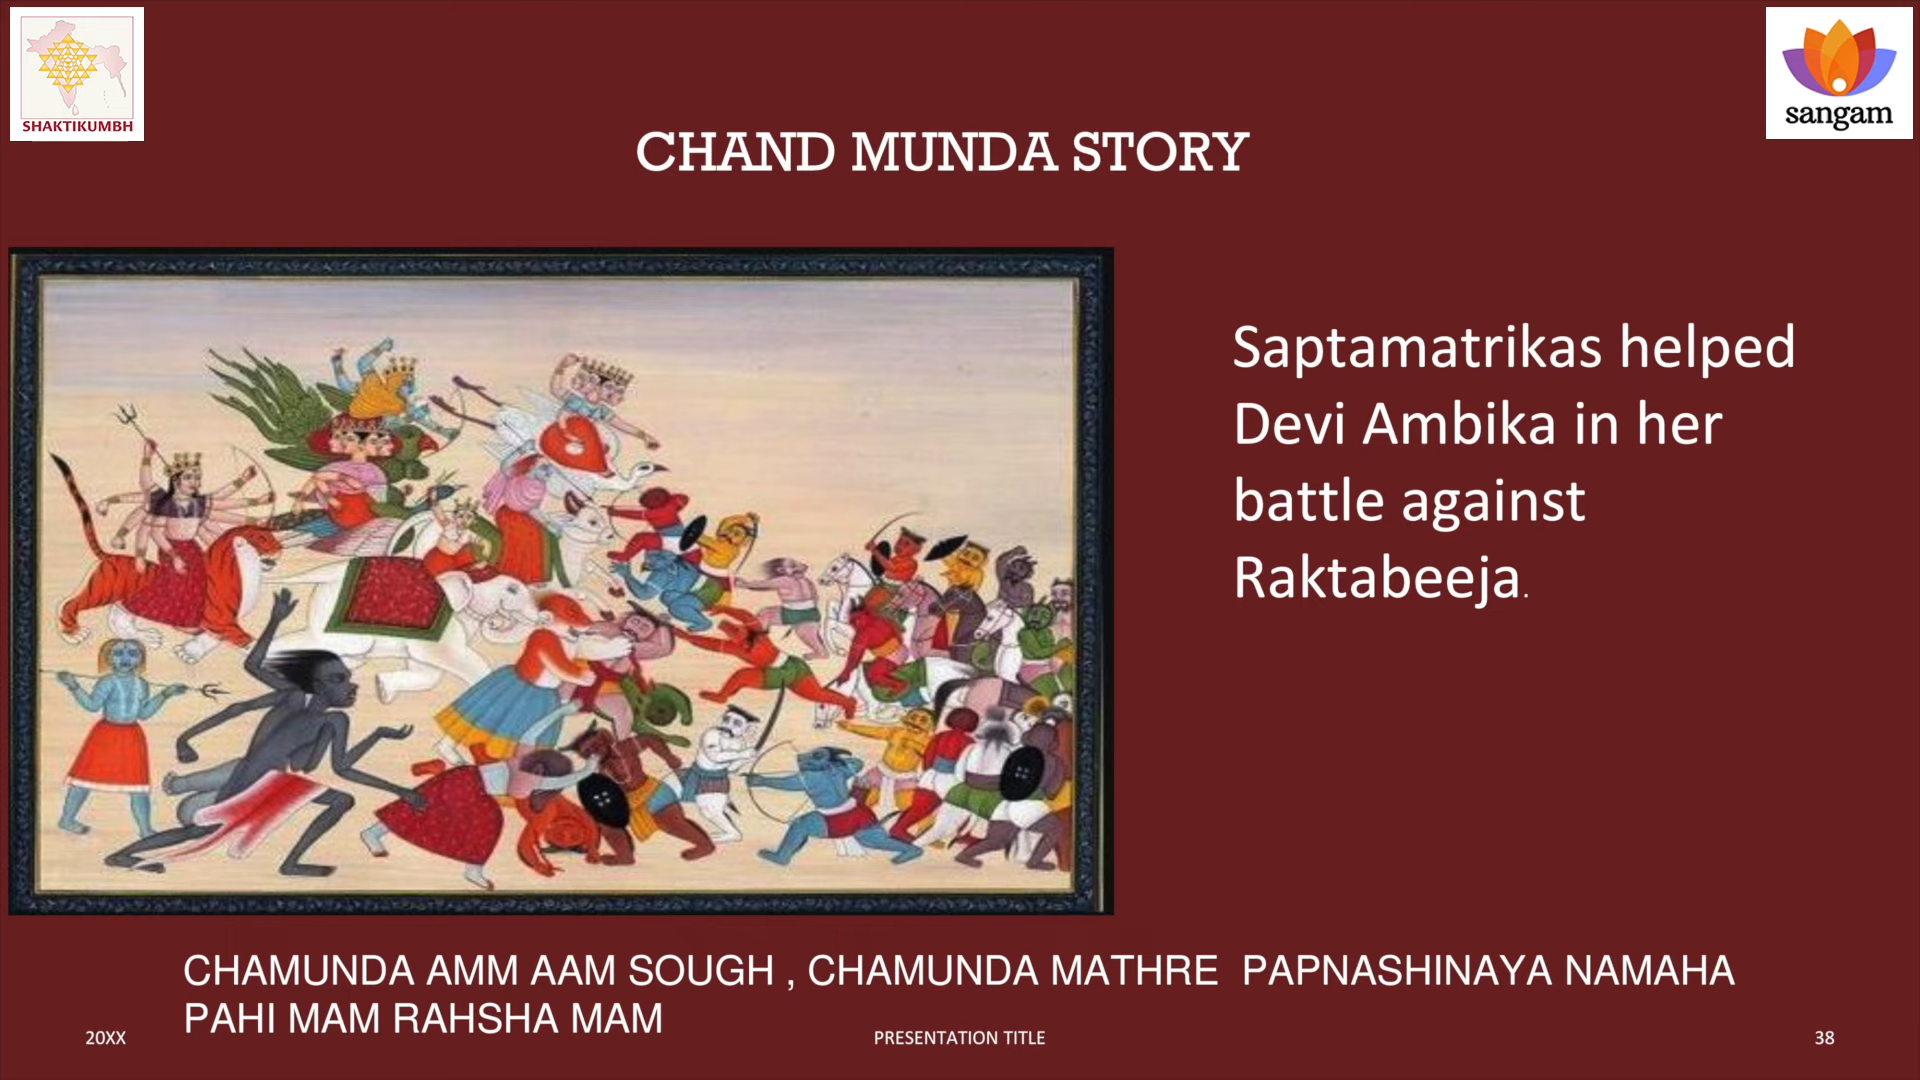 SHAKTIKUMBH
sangam
CHAND MUNDA STORY
Saptamatrikas helped
Devi Ambika in her
battle against
Raktabeeja.
CHAMUNDA AMM AAM SOUGH , CHAMUNDA MATHRE PAPNASHINAYA NAMAHA
PAHI MAM RAHSHA MAM
20XX
PRESENTATION TITLE
38